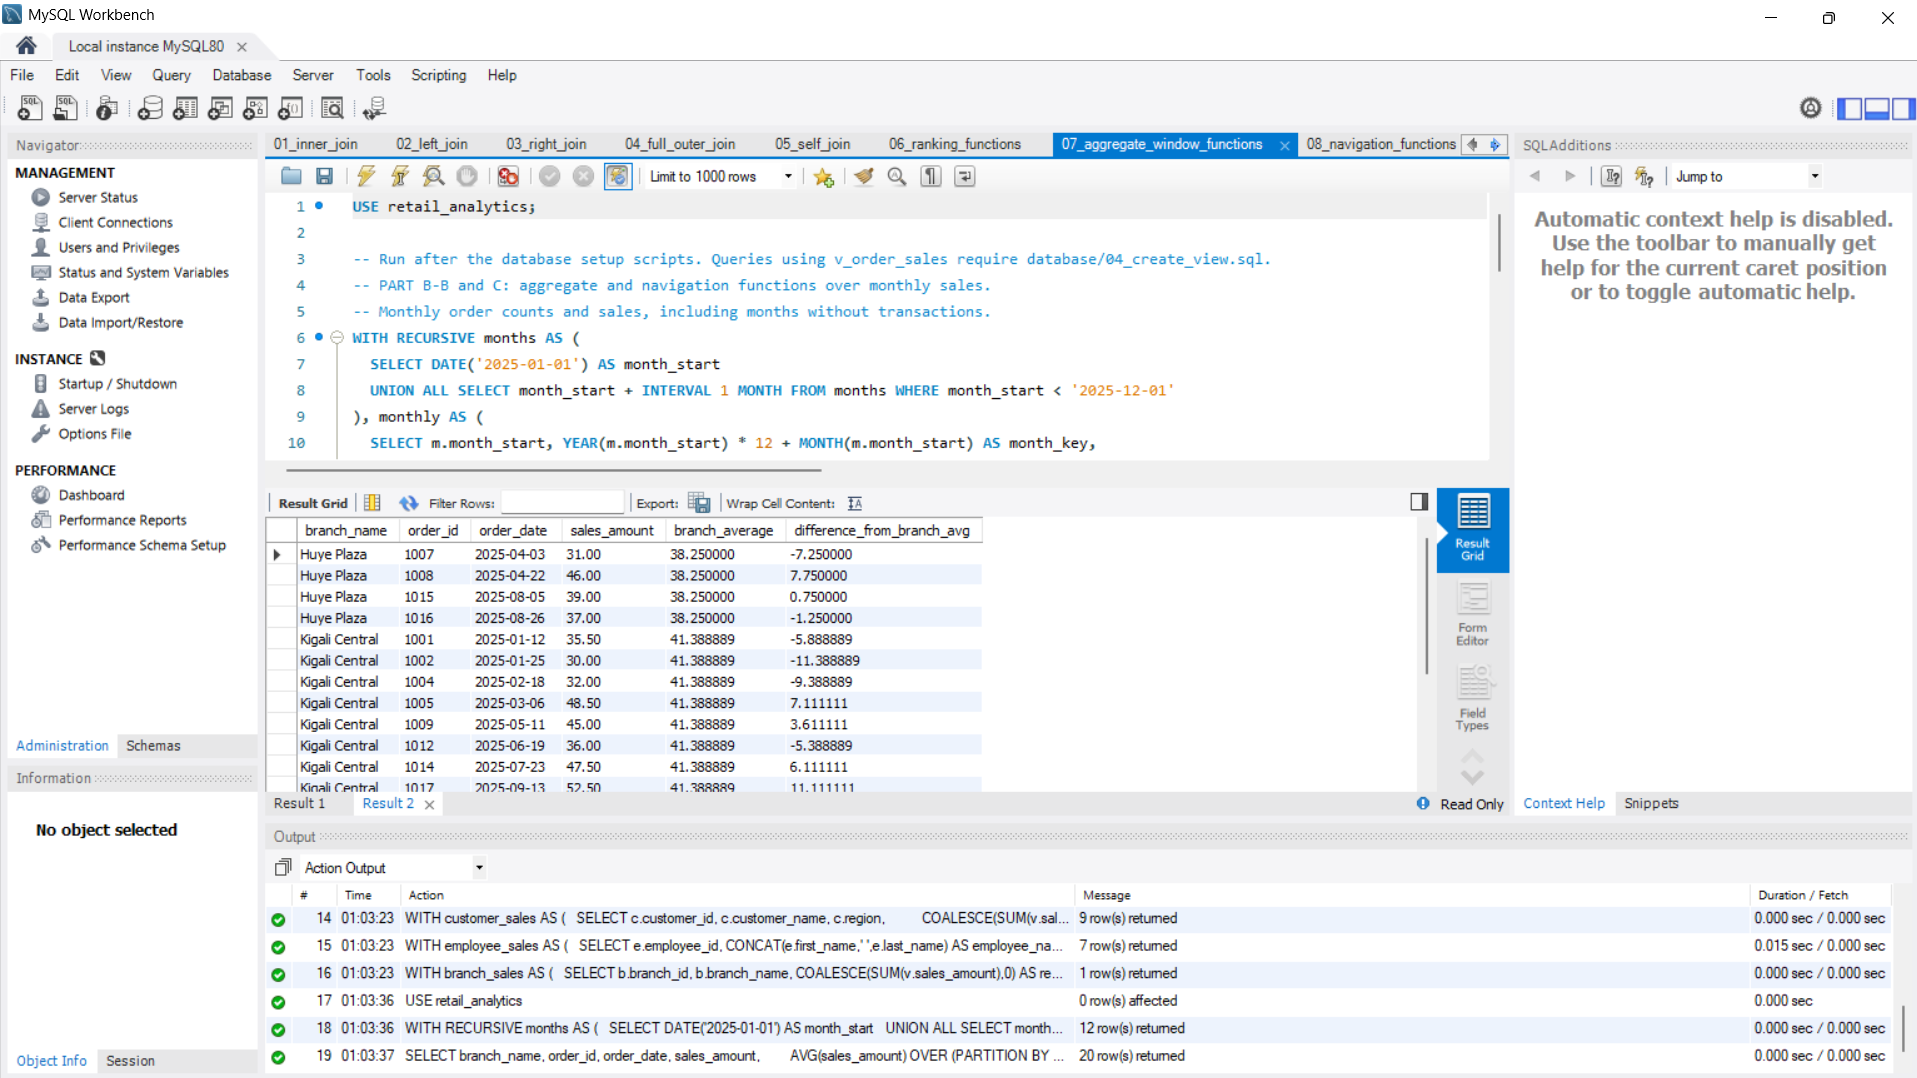 MySQL Workbench
Local instance MySQL80
File Edit View Query Database Server Tools Scripting Help
Navigator
MANAGEMENT
Server Status
Client Connections
Users and Privileges
Status and System Variables
Data Export
Data Import/Restore
INSTANCE
Startup / Shutdown
Server Logs
Options File
PERFORMANCE
Dashboard
Performance Reports
Performance Schema Setup
Administration Schemas
Information
No object selected
Object Info Session
01_inner_join 02_left_join 03_right_join 04_full_outer_join 05_self_join 06_ranking_functions 07_aggregate_window_functions 08_navigation_functions
Limit to 1000 rows
1 USE retail_analytics;
2
3 -- Run after the database setup scripts. Queries using v_order_sales require database/04_create_view.sql.
4 -- PART B-B and C: aggregate and navigation functions over monthly sales.
5 -- Monthly order counts and sales, including months without transactions.
6 WITH RECURSIVE months AS (
7 SELECT DATE('2025-01-01') AS month_start
8 UNION ALL SELECT month_start + INTERVAL 1 MONTH FROM months WHERE month_start < '2025-12-01'
9 ), monthly AS (
10 SELECT m.month_start, YEAR(m.month_start) * 12 + MONTH(m.month_start) AS month_key,
Result Grid Filter Rows: Export: Wrap Cell Content:
branch_name order_id order_date sales_amount branch_average difference_from_branch_avg
Huye Plaza 1007 2025-04-03 31.00 38.250000 -7.250000
Huye Plaza 1008 2025-04-22 46.00 38.250000 7.750000
Huye Plaza 1015 2025-08-05 39.00 38.250000 0.750000
Huye Plaza 1016 2025-08-26 37.00 38.250000 -1.250000
Kigali Central 1001 2025-01-12 35.50 41.388889 -5.888889
Kigali Central 1002 2025-01-25 30.00 41.388889 -11.388889
Kigali Central 1004 2025-02-18 32.00 41.388889 -9.388889
Kigali Central 1005 2025-03-06 48.50 41.388889 7.111111
Kigali Central 1009 2025-05-11 45.00 41.388889 3.611111
Kigali Central 1012 2025-06-19 36.00 41.388889 -5.388889
Kigali Central 1014 2025-07-23 47.50 41.388889 6.111111
Kigali Central 1017 2025-09-13 52.50 41.388889 11.111111
Result Grid
Form Editor
Field Types
Result 1 Result 2
Read Only
SQLAdditions
Jump to
Automatic context help is disabled.
Use the toolbar to manually get
help for the current caret position
or to toggle automatic help.
Context Help Snippets
Output
Action Output
# Time Action Message Duration / Fetch
14 01:03:23 WITH customer_sales AS ( SELECT c.customer_id, c.customer_name, c.region, COALESCE(SUM(v.sal... 9 row(s) returned 0.000 sec / 0.000 sec
15 01:03:23 WITH employee_sales AS ( SELECT e.employee_id, CONCAT(e.first_name,' ',e.last_name) AS employee_na... 7 row(s) returned 0.015 sec / 0.000 sec
16 01:03:23 WITH branch_sales AS ( SELECT b.branch_id, b.branch_name, COALESCE(SUM(v.sales_amount),0) AS re... 1 row(s) returned 0.000 sec / 0.000 sec
17 01:03:36 USE retail_analytics 0 row(s) affected 0.000 sec
18 01:03:36 WITH RECURSIVE months AS ( SELECT DATE('2025-01-01') AS month_start UNION ALL SELECT month... 12 row(s) returned 0.000 sec / 0.000 sec
19 01:03:37 SELECT branch_name, order_id, order_date, sales_amount, AVG(sales_amount) OVER (PARTITION BY ... 20 row(s) returned 0.000 sec / 0.000 sec